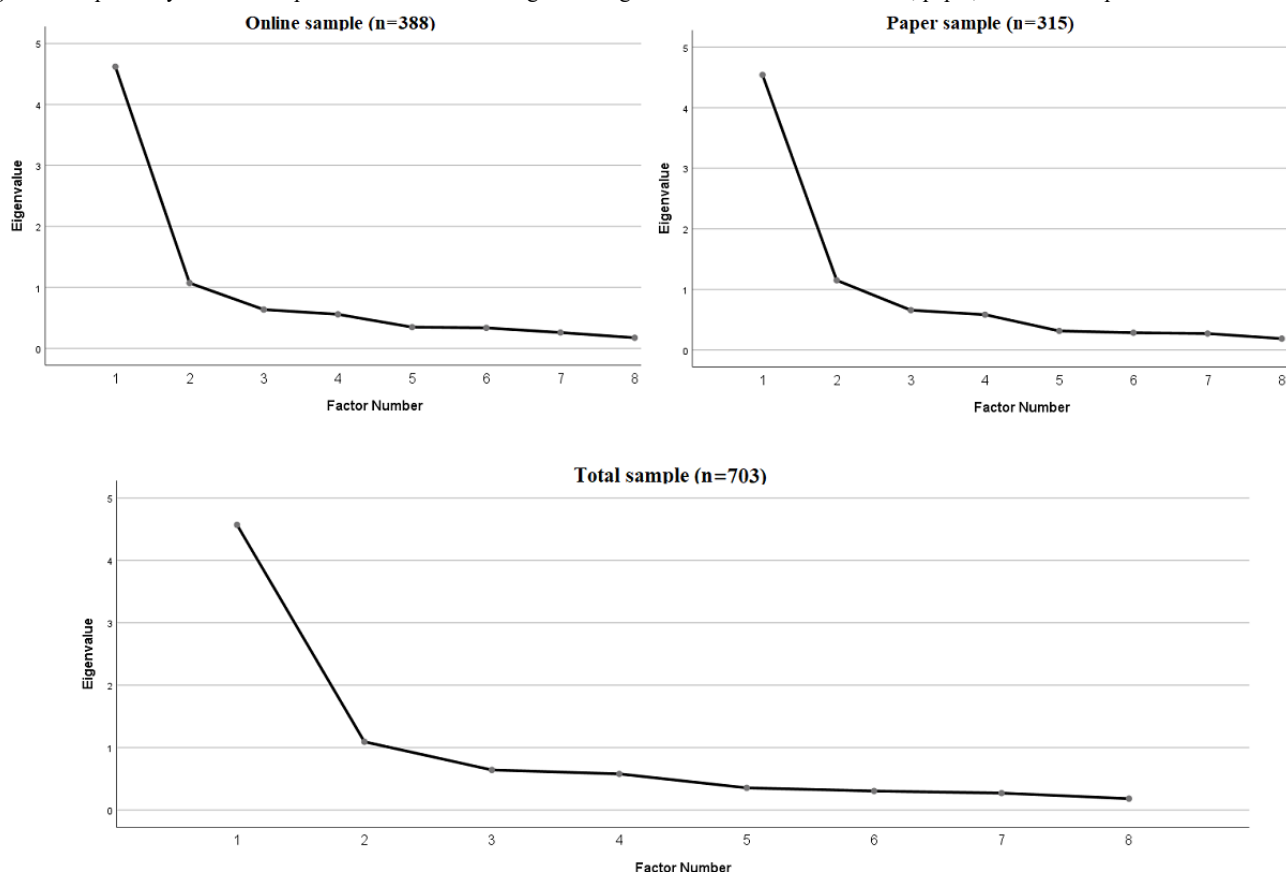 Online sample (n=388)
5
4
3
2
1
0
Eigenvalue
1 2 3 4 5 6 7 8
Factor Number
Paper sample (n=315)
5
4
3
2
1
0
Eigenvalue
1 2 3 4 5 6 7 8
Factor Number
Total sample (n=703)
5
4
3
2
1
0
Eigenvalue
1 2 3 4 5 6 7 8
Factor Number